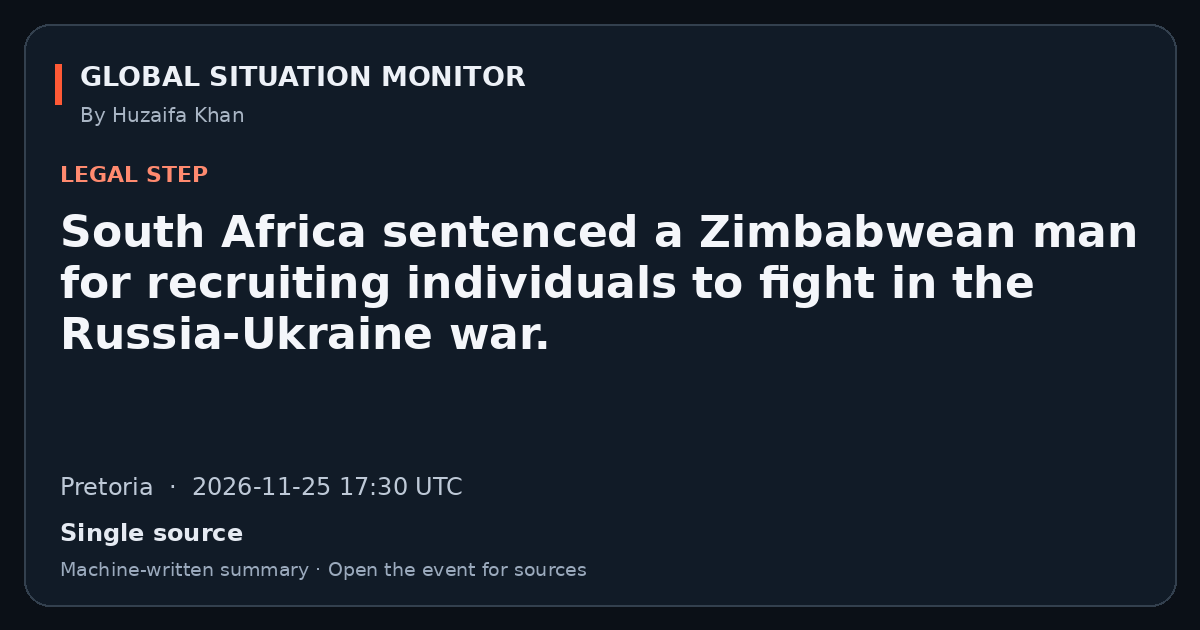 GLOBAL SITUATION MONITOR
By Huzaifa Khan
LEGAL STEP
South Africa sentenced a Zimbabwean man
for recruiting individuals to fight in the
Russia-Ukraine war.
Pretoria · 2026-11-25 17:30 UTC
Single source
Machine-written summary · Open the event for sources